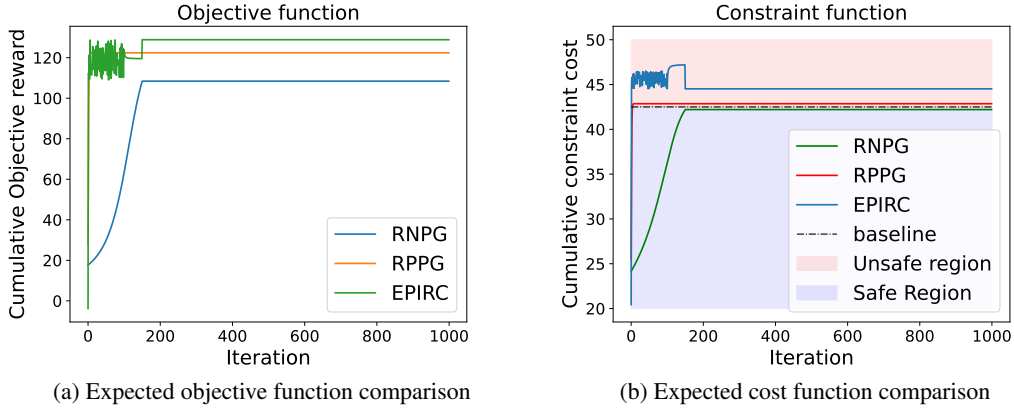 Objective function
Cumulative Objective reward
120
100
80
60
40
20
0
0 200 400 600 800 1000
Iteration
RNPG
RPPG
EPIRC
(a) Expected objective function comparison
Constraint function
Cumulative constraint cost
50
45
40
35
30
25
20
0 200 400 600 800 1000
Iteration
RNPG
RPPG
EPIRC
baseline
Unsafe region
Safe Region
(b) Expected cost function comparison